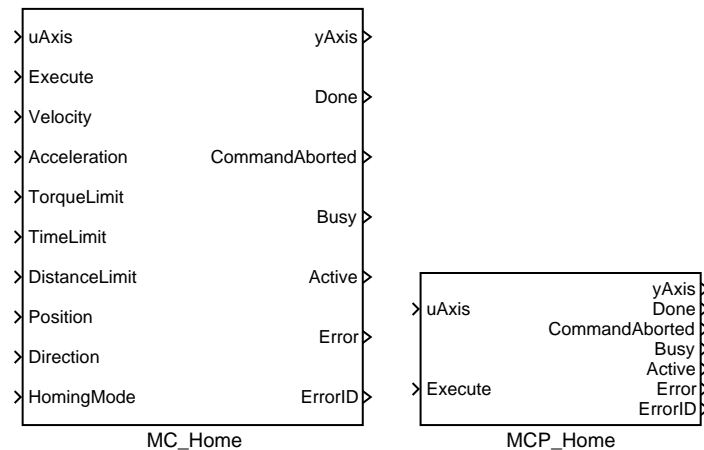 uAxis
Execute
Velocity
Acceleration
TorqueLimit
TimeLimit
DistanceLimit
Position
Direction
HomingMode
yAxis
Done
CommandAborted
Busy
Active
Error
ErrorID
MC_Home
uAxis
Execute
yAxis
Done
CommandAborted
Busy
Active
Error
ErrorID
MCP_Home